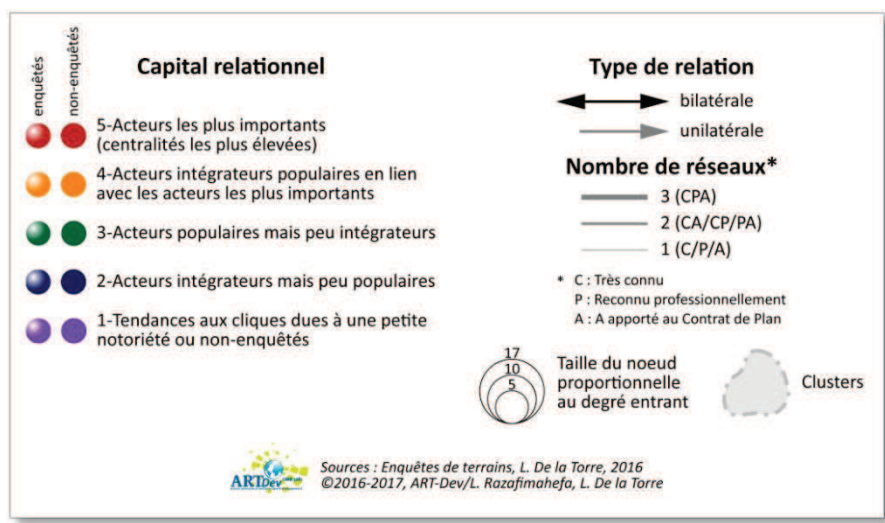 enquêtés
non-enquêtés
Capital relationnel
5-Acteurs les plus importants
(centralités les plus élevées)
4-Acteurs intégrateurs populaires en lien
avec les acteurs les plus importants
3-Acteurs populaires mais peu intégrateurs
2-Acteurs intégrateurs mais peu populaires
1-Tendances aux cliques dues à une petite
notoriété ou non-enquêtés
Type de relation
bilatérale
unilatérale
Nombre de réseaux*
3 (CPA)
2 (CA/CP/PA)
1 (C/P/A)
* C : Très connu
P : Reconnu professionnellement
A : A apporté au Contrat de Plan
17
10
5
Taille du noeud
proportionnelle
au degré entrant
Clusters
ARTDev
Sources : Enquêtes de terrains, L. De la Torre, 2016
©2016-2017, ART-Dev/L. Razafimahefa, L. De la Torre